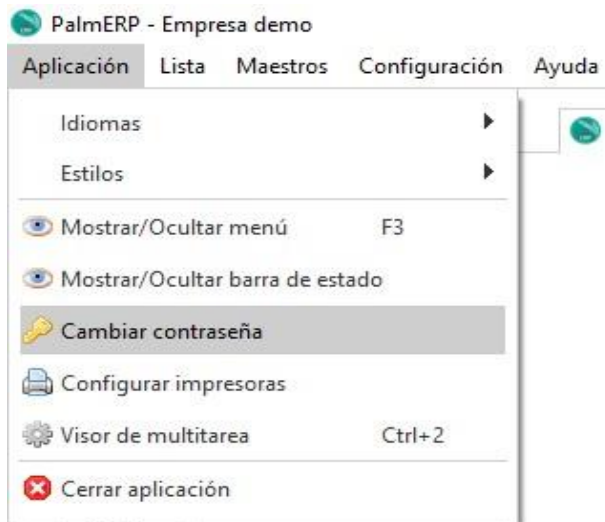 PalmERP - Empresa demo
Aplicación Lista Maestros Configuración Ayuda
Idiomas
Estilos
Mostrar/Ocultar menú F3
Mostrar/Ocultar barra de estado
Cambiar contraseña
Configurar impresoras
Visor de multitarea Ctrl+2
Cerrar aplicación